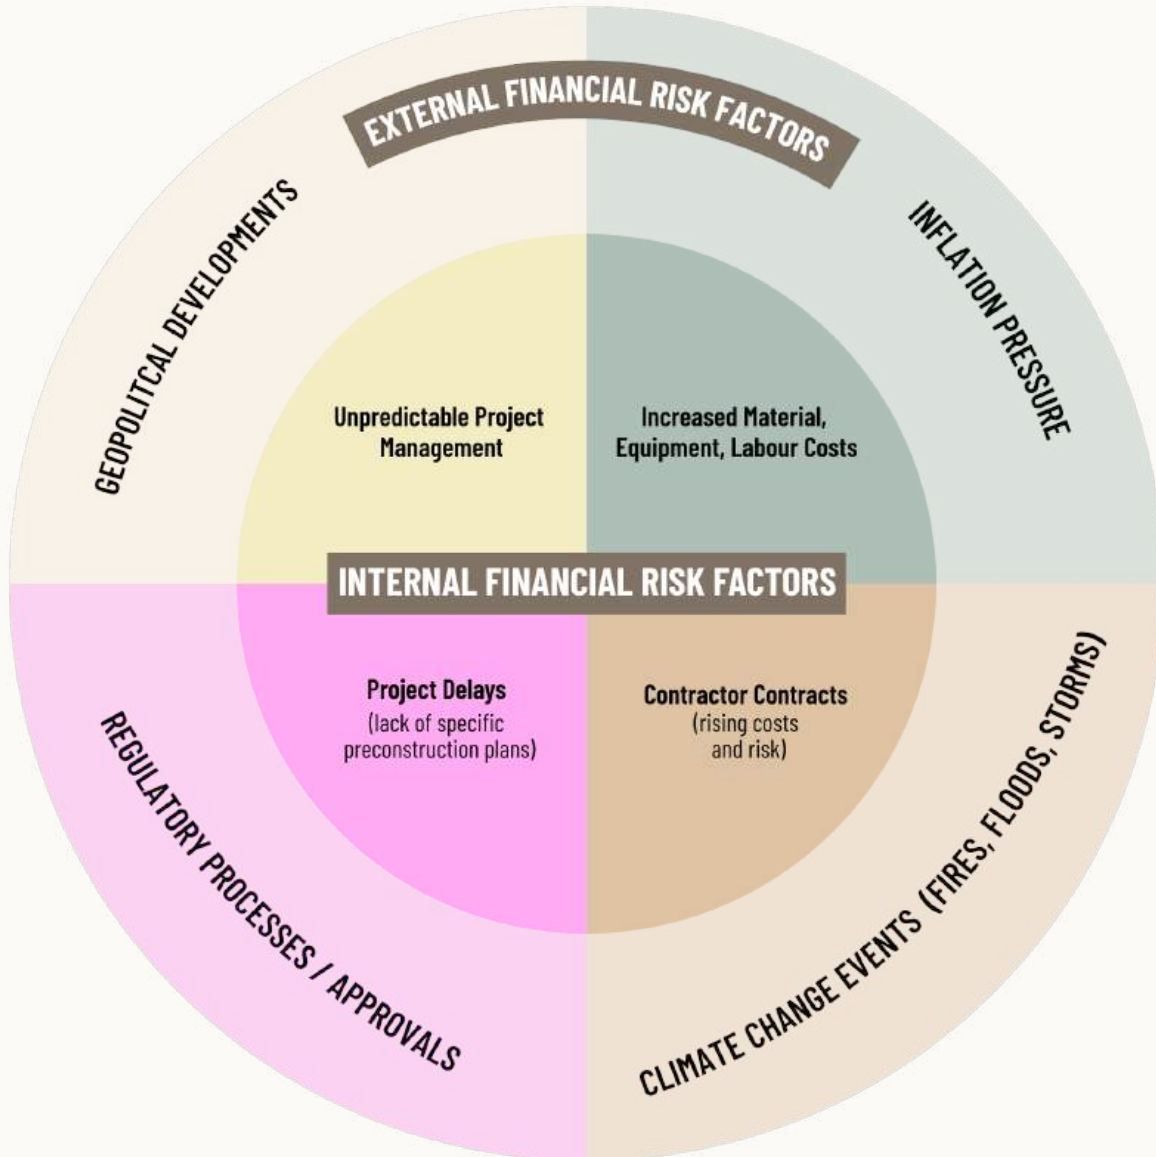 EXTERNAL FINANCIAL RISK FACTORS
GEOPOLITCAL DEVELOPMENTS
INFLATION PRESSURE
Unpredictable Project
Management
Increased Material,
Equipment, Labour Costs
INTERNAL FINANCIAL RISK FACTORS
Project Delays
(lack of specific
preconstruction plans)
Contractor Contracts
(rising costs
and risk)
REGULATORY PROCESSES / APPROVALS
CLIMATE CHANGE EVENTS (FIRES, FLOODS, STORMS)